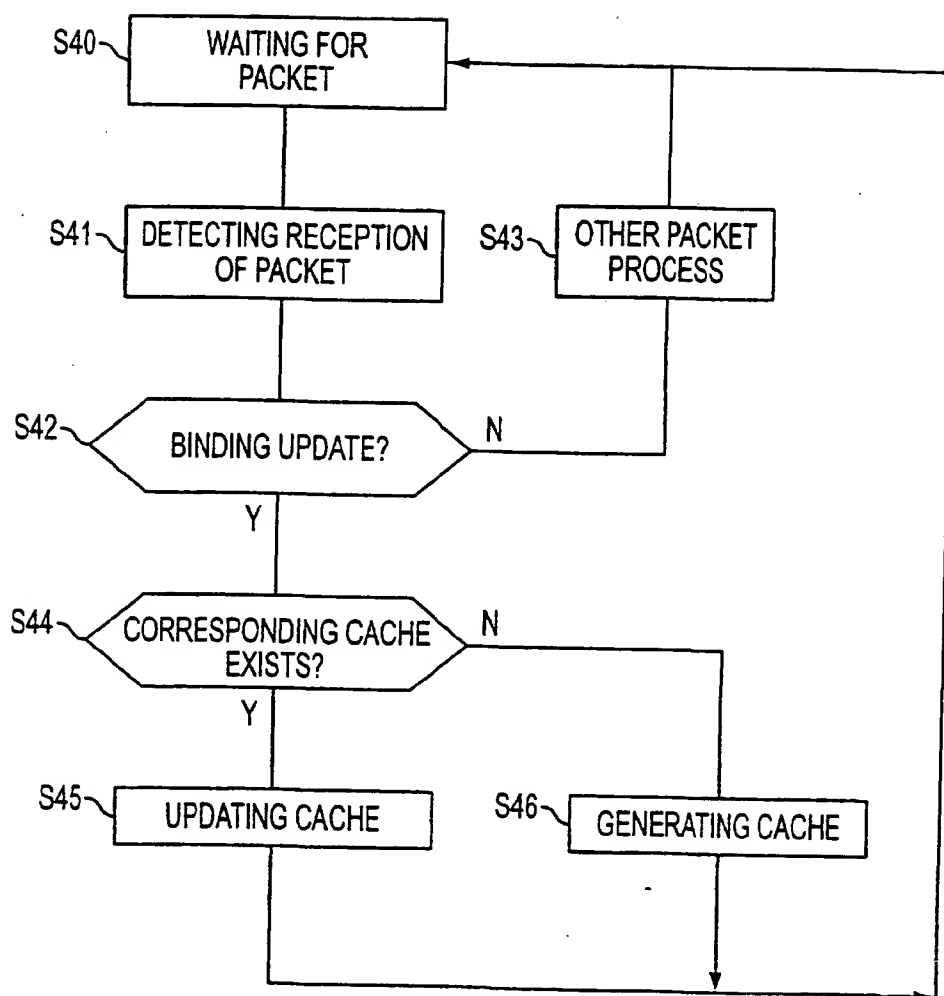 S40
WAITING FOR
PACKET
S41
DETECTING RECEPTION
OF PACKET
S43
OTHER PACKET
PROCESS
S42
BINDING UPDATE?
N
Y
S44
CORRESPONDING CACHE
EXISTS?
N
Y
S45
UPDATING CACHE
S46
GENERATING CACHE